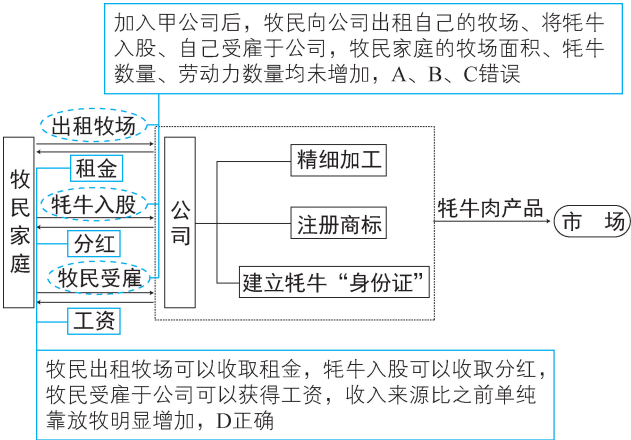 加入甲公司后，牧民向公司出租自己的牧场、将牦牛
入股、自己受雇于公司，牧民家庭的牧场面积、牦牛
数量、劳动力数量均未增加，A、B、C错误
牧民家庭
出租牧场
租金
牦牛入股
分红
牧民受雇
工资
公司
精细加工
注册商标
建立牦牛“身份证”
牦牛肉产品
市 场
牧民出租牧场可以收取租金，牦牛入股可以收取分红，
牧民受雇于公司可以获得工资，收入来源比之前单纯
靠放牧明显增加，D正确